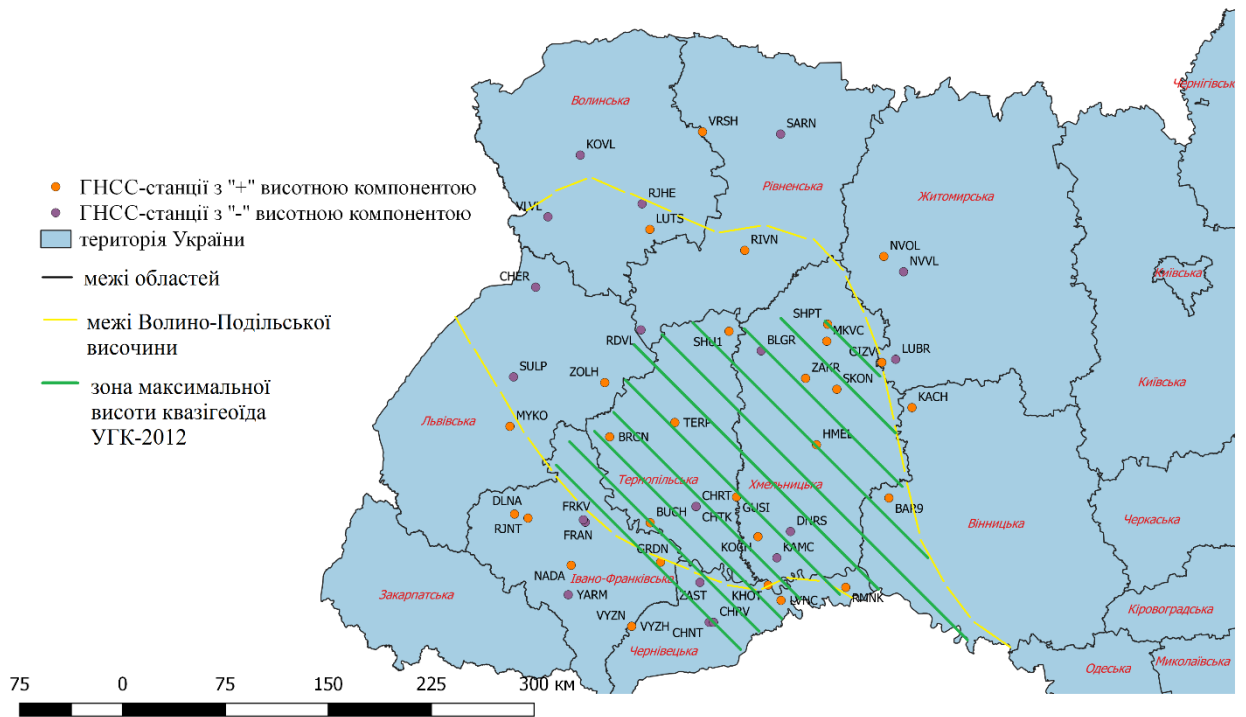 Чернігівськ
Волинська
VRSH
SARN
KOVL
ГНСС-станції з "+" висотною компонентою
ГНСС-станції з "-" висотною компонентою
територія України
межі областей
межі Волино-Подільської
височини
зона максимальної
висоти квазігеоїда
УГК-2012
RJHE
Рівненська
Житомирська
VLVL
LUTS
RIVN
NVOL
NVVL
Київська
CHER
SHPT
MKVC
RDVL
SHU1
BLGR
GIZV
LUBR
SULP
ZOLH
ZAKR
SKON
Київська
KACH
MYKO
Львівська
TERP
BRGN
HMEL
Тернопільська
Хмельницька
CHRT
GUSI
BAR9
DLNA
FRKV
BUCH
CHTK
DNRS
Вінницька
Черкаська
RJNT
FRAN
KOGH
KAMC
GRDN
NADA
Івано-Франківська
YARM
ZAST
KHOT
LVNC
RMNK
Закарпатська
Кіровоградська
VYZN
VYZH
CHRV
CHNT
Чернівецька
Одеська
Миколаївська
75 0 75 150 225 300 км